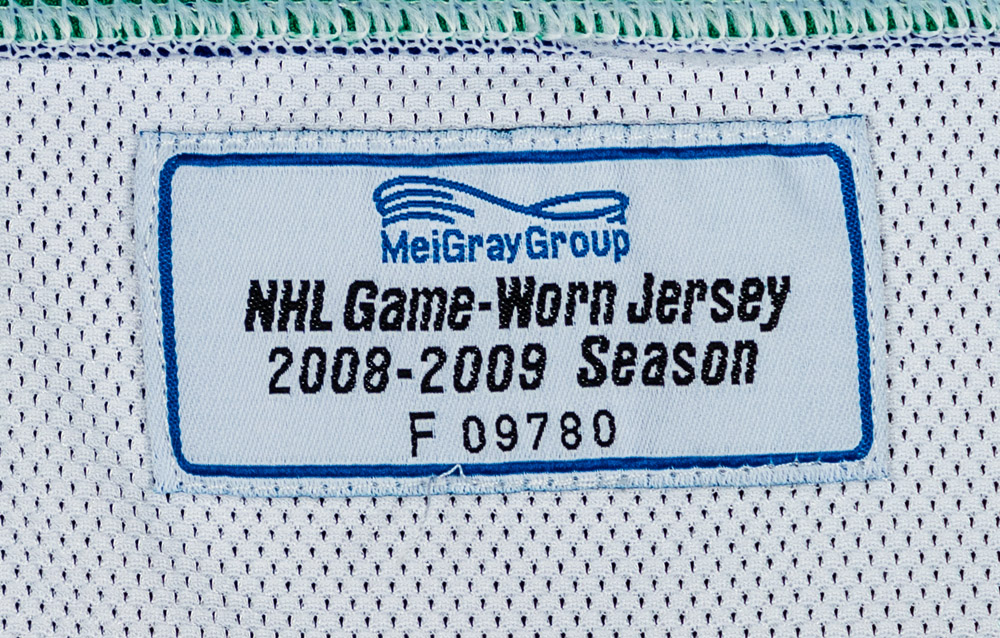 MeiGrayGroup
NHL Game-Worn Jersey
2008-2009 Season
F 09780